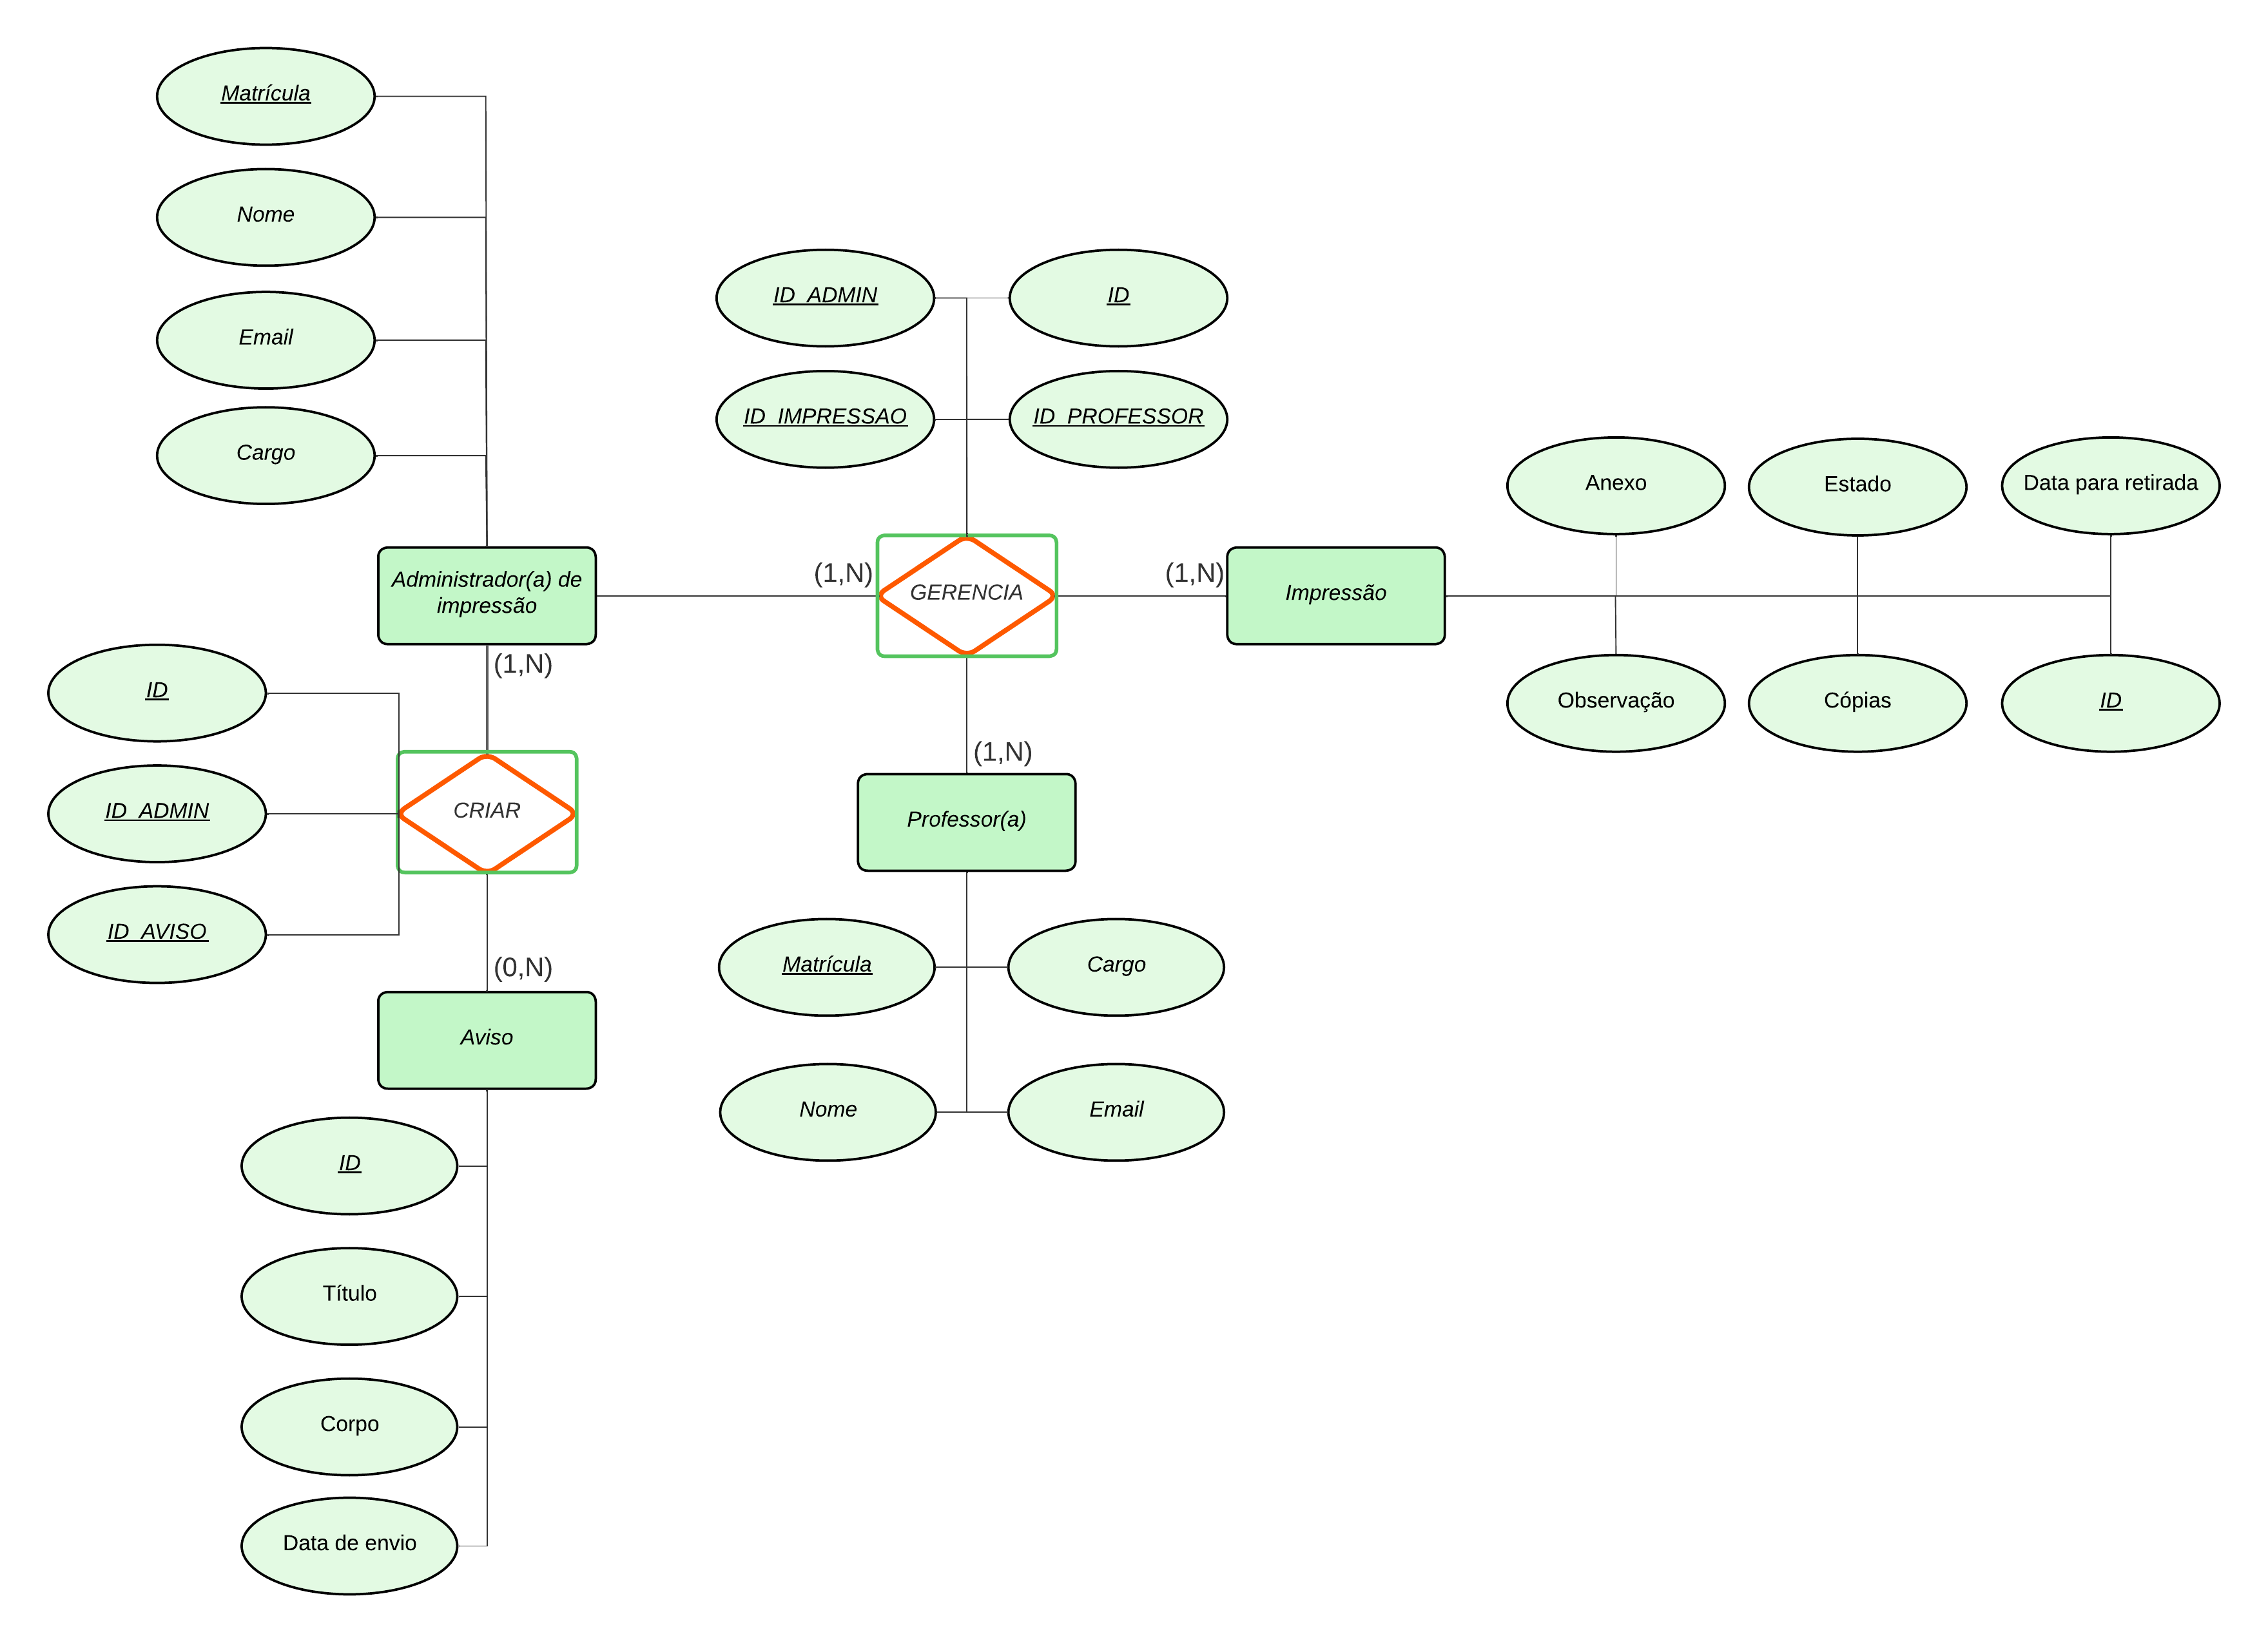 Matrícula
Nome
Email
Cargo
ID_ADMIN
ID
ID_IMPRESSAO
ID_PROFESSOR
Anexo
Estado
Data para retirada
Administrador(a) de
impressão
(1,N)
GERENCIA
(1,N)
Impressão
(1,N)
ID
Observação
Cópias
ID
(1,N)
ID_ADMIN
CRIAR
Professor(a)
ID_AVISO
(0,N)
Matrícula
Cargo
Aviso
Nome
Email
ID
Título
Corpo
Data de envio